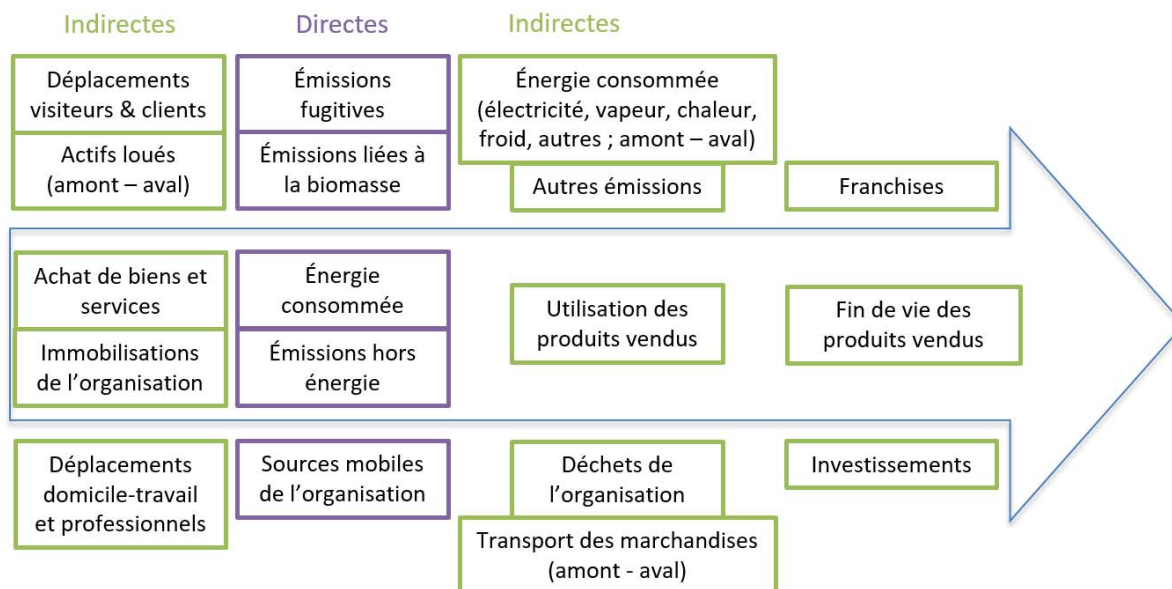 Indirectes
Directes
Indirectes
Déplacements
visiteurs & clients
Actifs loués
(amont – aval)
Émissions
fugitives
Émissions liées à
la biomasse
Énergie consommée
(électricité, vapeur, chaleur,
froid, autres ; amont – aval)
Autres émissions
Franchises
Achat de biens et
services
Immobilisations
de l’organisation
Énergie
consommée
Émissions hors
énergie
Utilisation des
produits vendus
Fin de vie des
produits vendus
Déplacements
domicile-travail
et professionnels
Sources mobiles
de l’organisation
Déchets de
l’organisation
Transport des marchandises
(amont - aval)
Investissements